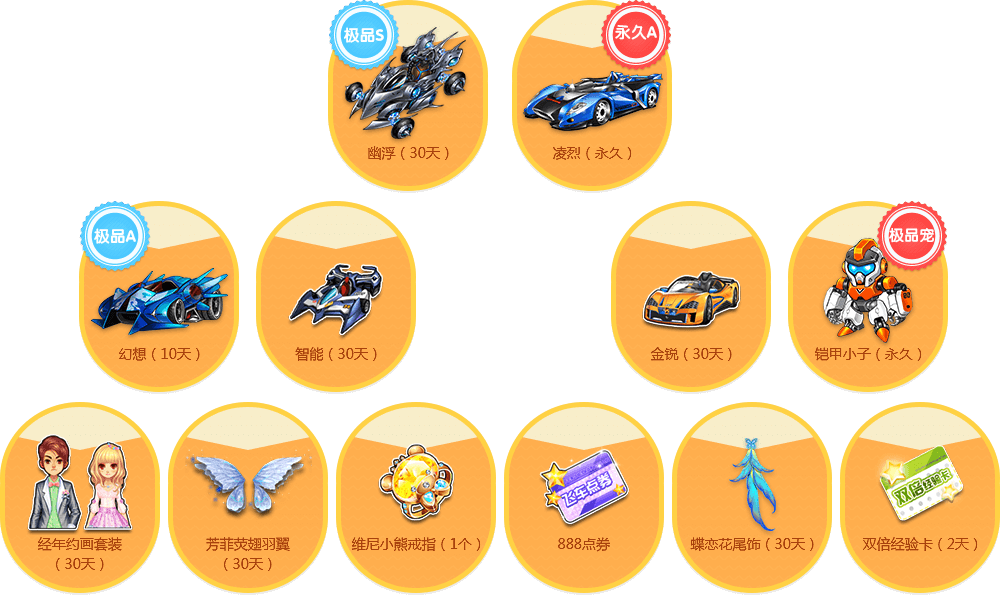 极品S
永久A
幽浮（30天）
凌烈（永久）
极品A
极品宠
幻想（10天）
智能（30天）
金锐（30天）
铠甲小子（永久）
飞车点券
双倍经验卡
经年约画套装
（30天）
芳菲荧翅羽翼
（30天）
维尼小熊戒指（1个）
888点券
蝶恋花尾饰（30天）
双倍经验卡（2天）